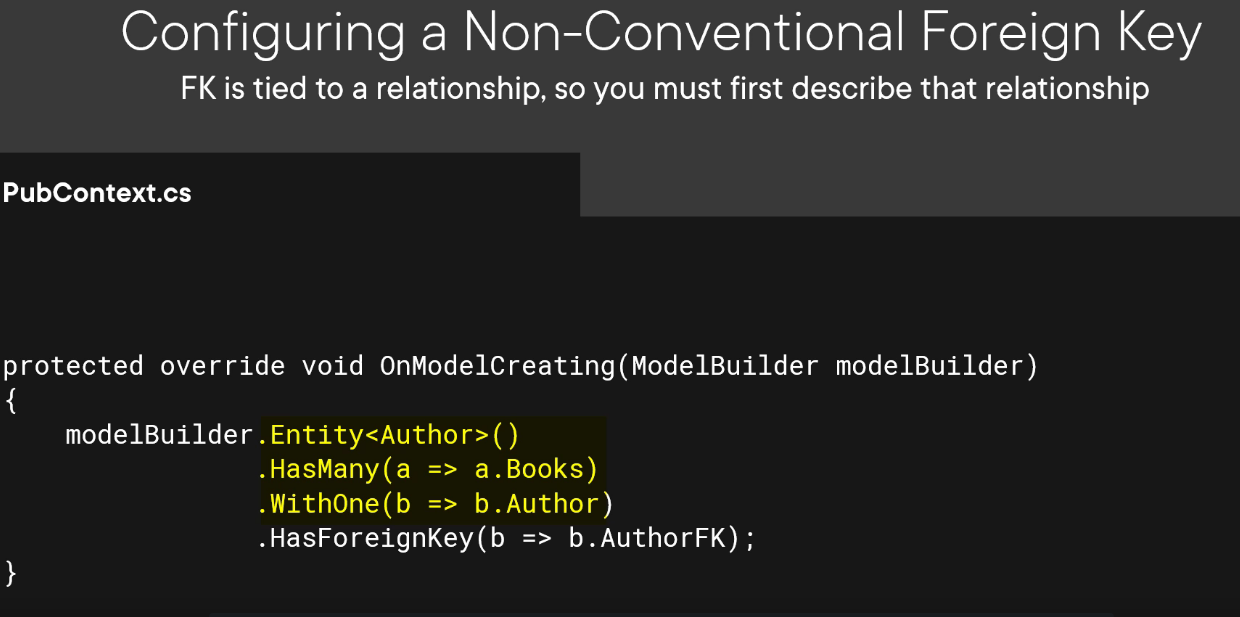 Configuring a Non-Conventional Foreign Key
FK is tied to a relationship, so you must first describe that relationship
PubContext.cs
protected override void OnModelCreating(ModelBuilder modelBuilder)
{
    modelBuilder.Entity<Author>()
                .HasMany(a => a.Books)
                .WithOne(b => b.Author)
                .HasForeignKey(b => b.AuthorFK);
}